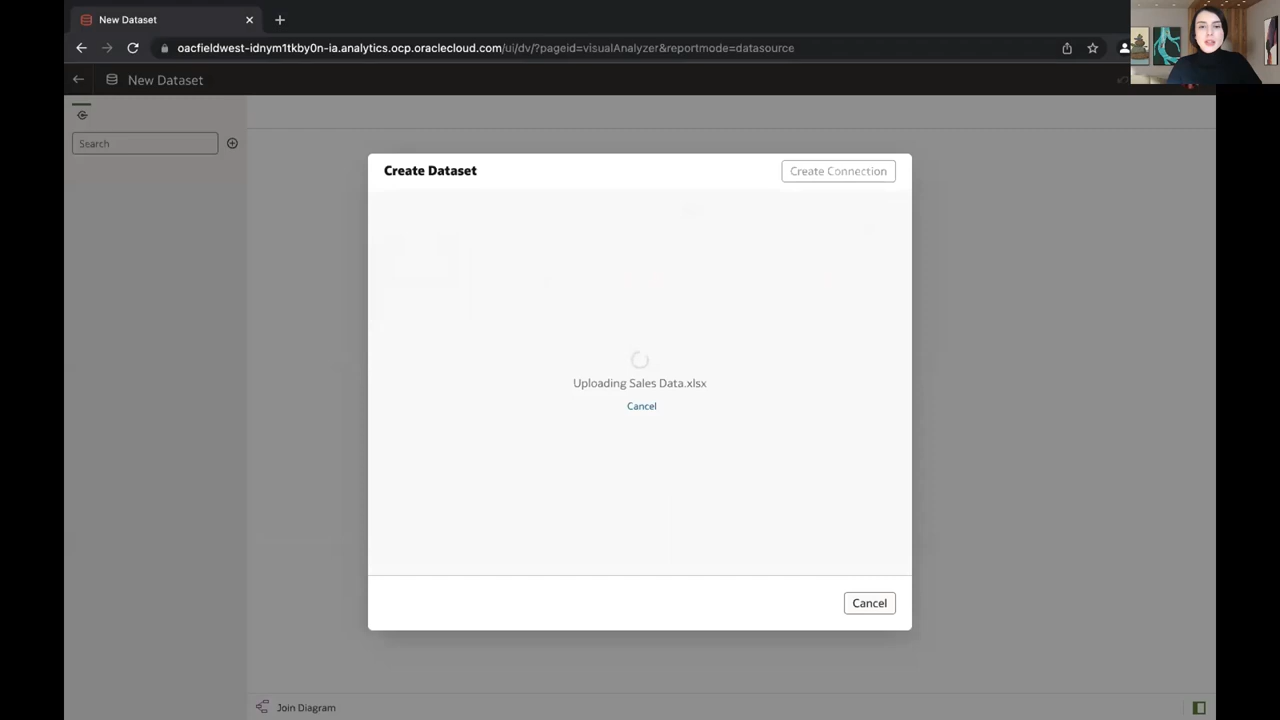 New Dataset
oacfieldwest-idnym1tkby0n-ia.analytics.ocp.oraclecloud.com/ui/dv/?pageid=visualAnalyzer&reportmode=datasource
New Dataset
Search
Create Dataset
Create Connection
Uploading Sales Data.xlsx
Cancel
Cancel
Join Diagram